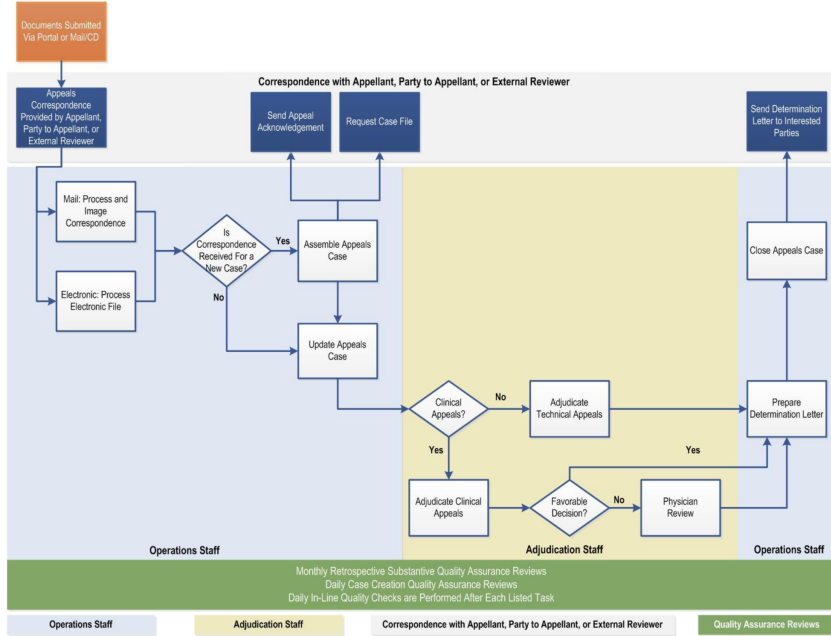 Documents Submitted
Via Portal or Mail/CD
Correspondence with Appellant, Party to Appellant, or External Reviewer
Appeals
Correspondence
Provided by Appellant,
Party to Appellant, or
External Reviewer
Send Appeal
Acknowledgement
Request Case File
Send Determination
Letter to Interested
Parties
Mail: Process and
Image
Correspondence
Is
Correspondence
Received For a
New Case?
Yes
No
Assemble Appeals
Case
Close Appeals Case
Electronic: Process
Electronic File
Update Appeals
Case
Clinical
Appeals?
No
Yes
Adjudicate
Technical Appeals
Prepare
Determination Letter
Yes
Adjudicate Clinical
Appeals
Favorable
Decision?
No
Physician
Review
Operations Staff
Adjudication Staff
Operations Staff
Monthly Retrospective Substantive Quality Assurance Reviews
Daily Case Creation Quality Assurance Reviews
Daily In-Line Quality Checks are Performed After Each Listed Task
Operations Staff
Adjudication Staff
Correspondence with Appellant, Party to Appellant, or External Reviewer
Quality Assurance Reviews